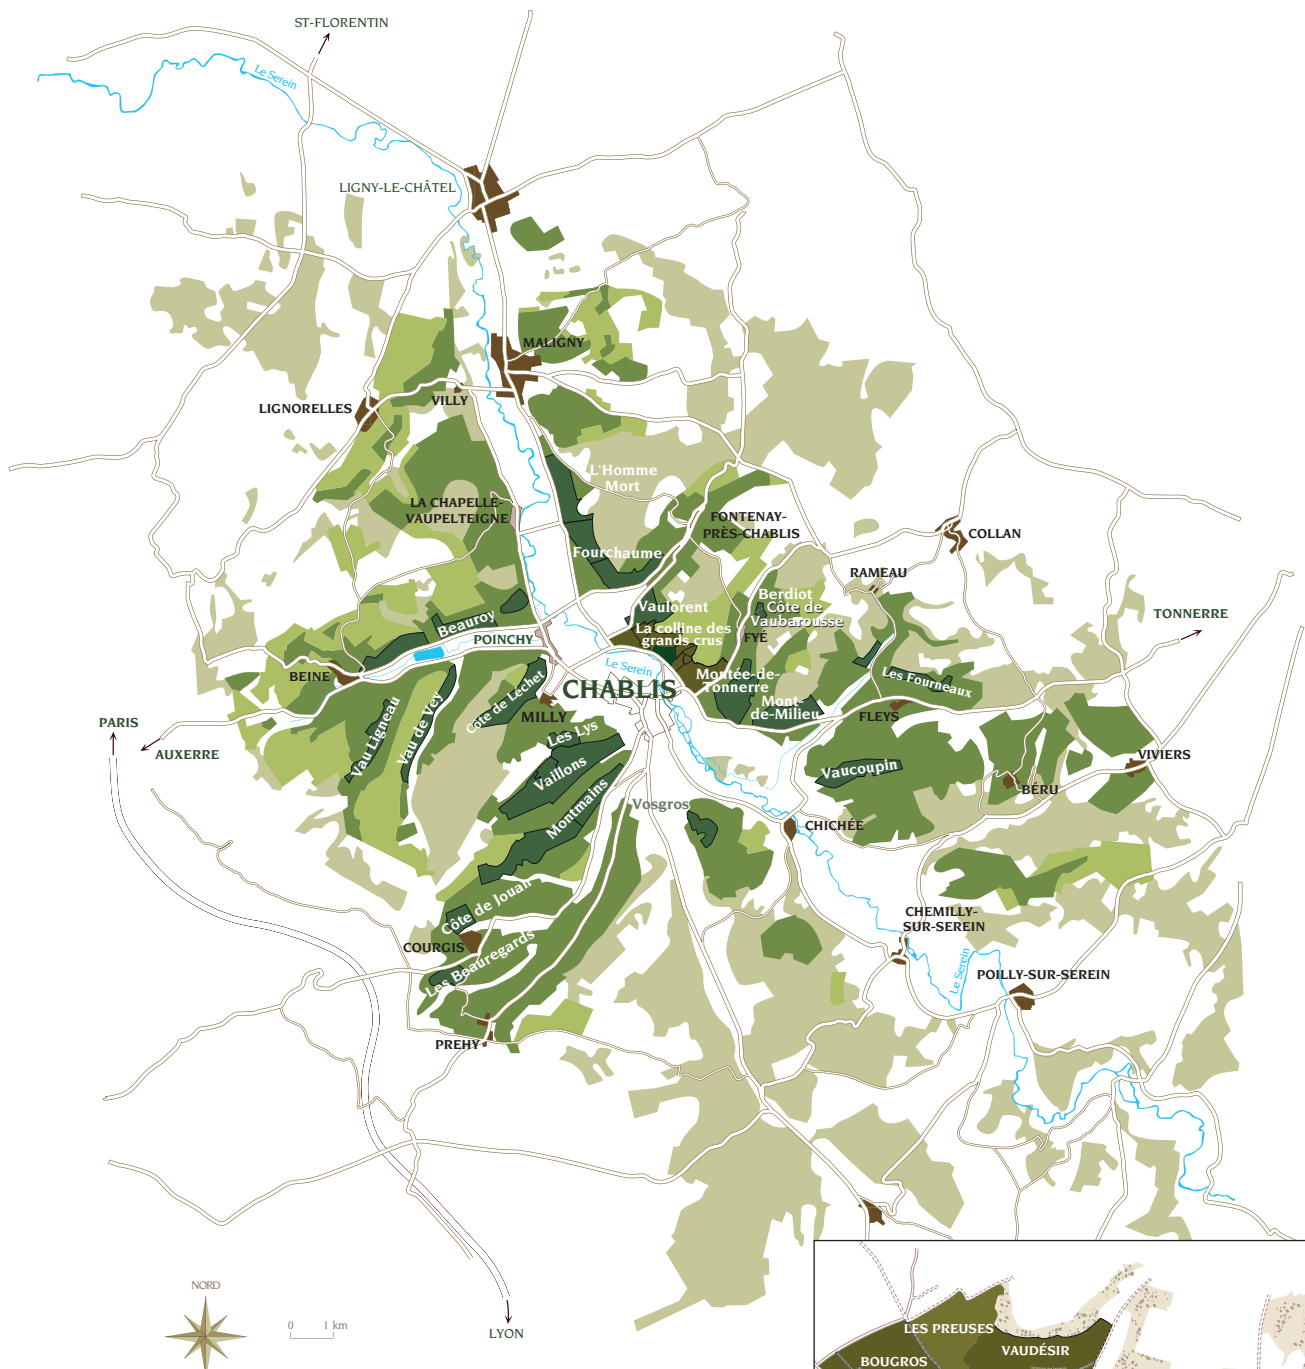 ST-FLORENTIN
Le Serein
LIGNY-LE-CHÂTEL
MALIGNY
VILLY
LIGNORELLES
L'Homme
Mort
LA CHAPELLE-
VAUPELTEIGNE
FONTENAY-
PRÈS-CHABLIS
COLLAN
Fourchaume
RAMEAU
Berdiot
Côte de
Vaubarousse
TONNERRE
Vaulorent
Beauroy
La colline des
grands crus
FYÉ
POINCHY
Le Serein
BEINE
CHABLIS
Montée-de-
Tonnerre
Les Fourneaux
Côte de Léchet
Mont-
de-Milieu
MILLY
FLEYS
PARIS
AUXERRE
Vau Ligneau
Vau de Vey
Les Lys
Vaillons
Vaucoupin
VIVIERS
BÉRU
Montmains
Vosgros
CHICHÉE
Côte de Jouan
CHEMILLY-
SUR-SEREIN
COURGIS
Les Beauregards
Le Serein
POILLY-SUR-SEREIN
PREHY
NORD
0 1 km
LYON
LES PREUSES
VAUDÉSIR
BOUGROS